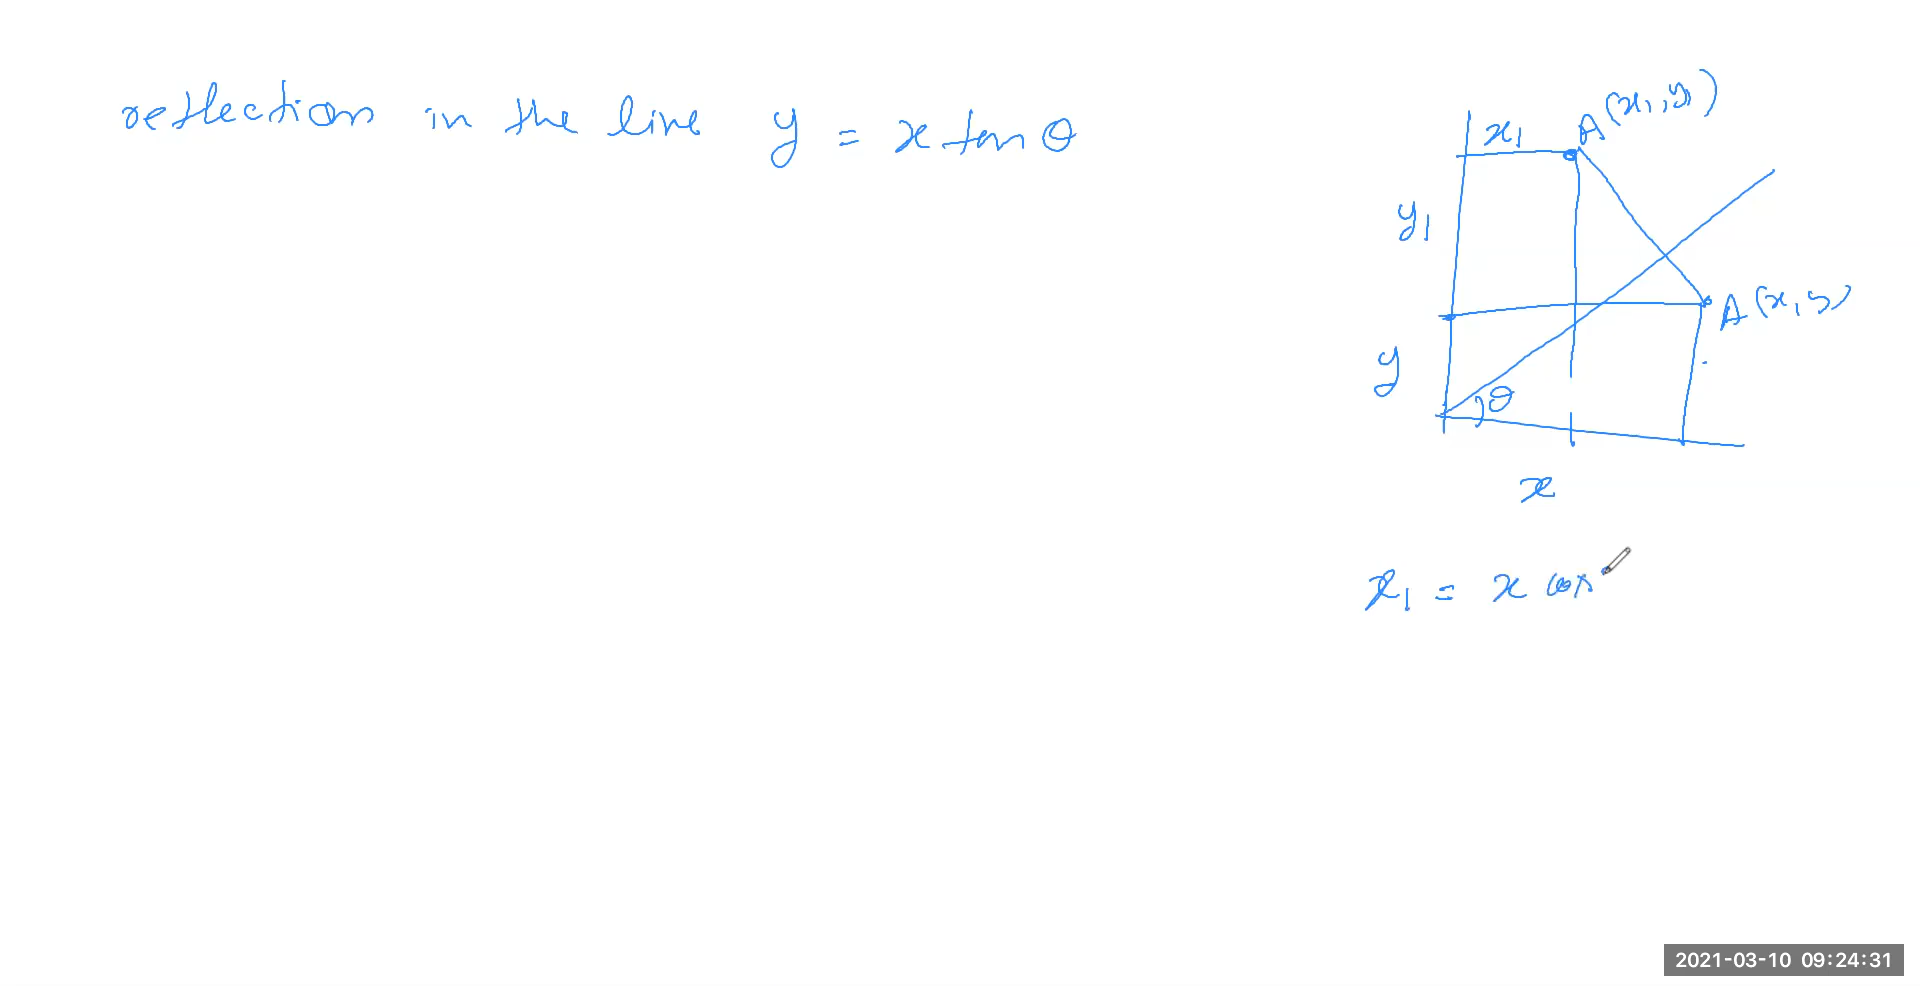 reflection in the line y = x tan θ
A(x₁, y₁)
x₁
y₁
A(x, y)
y
θ
x
x₁ = x cos
2021-03-10 09:24:31